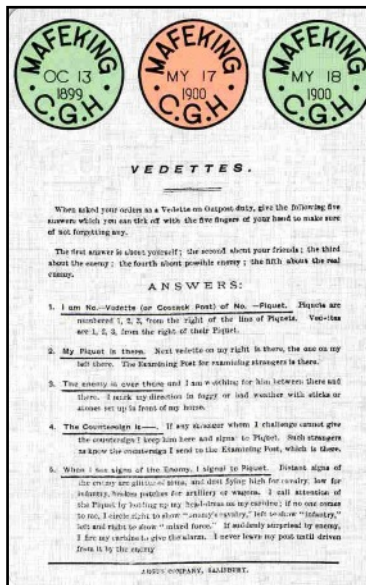 MAFEKING
OC 13
1899
C.G.H
MAFEKING
MY 17
1900
C.G.H
MAFEKING
MY 18
1900
C.G.H
VEDETTES.
When asked your orders as a Vedette on Outpost duty, give the following five
answers which you can tick off with the five fingers of your hand to make sure
of not forgetting any.
The first answer is about yourself; the second about your friends; the third
about the enemy; the fourth about possible enemy; the fifth about the real
enemy.
ANSWERS:
1. I am No.—Vedette (or Cossack Post) of No. —Piquet. Piquets are
numbered 1, 2, 3, from the right of the line of Piquets. Vedettes
are 1, 2, 3, from the right of their Piquet.
2. My Piquet is there. Next vedette on my right is there, the one on my
left there. The Examining Post for examining strangers is there.
3. The enemy is over there and I am watching for him between there and
there. I mark my direction in foggy or bad weather with sticks or
stones set up in front of my horse.
4. The Countersign is——. If any stranger whom I challenge cannot give
the countersign I keep him here and signal to Piquet. Such strangers
as know the countersign I send to the Examining Post, which is there.
5. When I see signs of the Enemy, I signal to Piquet. Distant signs of
the enemy are glitter of arms, and dust flying high for cavalry, low for
infantry, broken patches for artillery or wagons. I call attention of
the Piquet by holding up my head-dress on my carbine; if no one comes
to me, I circle right to show "enemy's cavalry," left to show "infantry,"
left and right to show "mixed force." If suddenly surprised by enemy,
I fire my carbine to give the alarm. I never leave my post until driven
from it by the enemy
ARGUS COMPANY, SALISBURY.